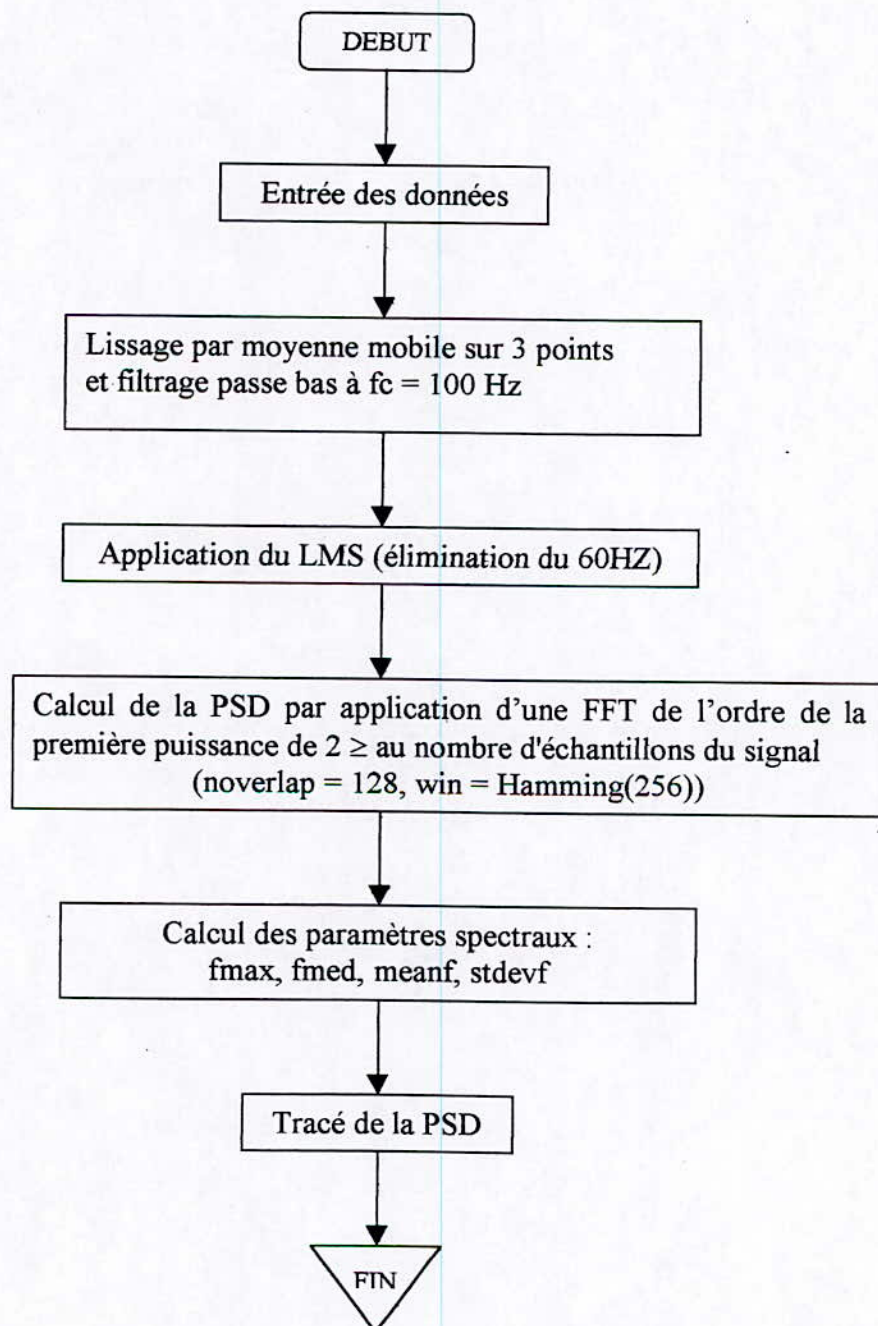 DEBUT
Entrée des données
Lissage par moyenne mobile sur 3 points
et filtrage passe bas à fc = 100 Hz
Application du LMS (élimination du 60HZ)
Calcul de la PSD par application d'une FFT de l'ordre de la
première puissance de 2 ≥ au nombre d'échantillons du signal
(noverlap = 128, win = Hamming(256))
Calcul des paramètres spectraux :
fmax, fmed, meanf, stdevf
Tracé de la PSD
FIN